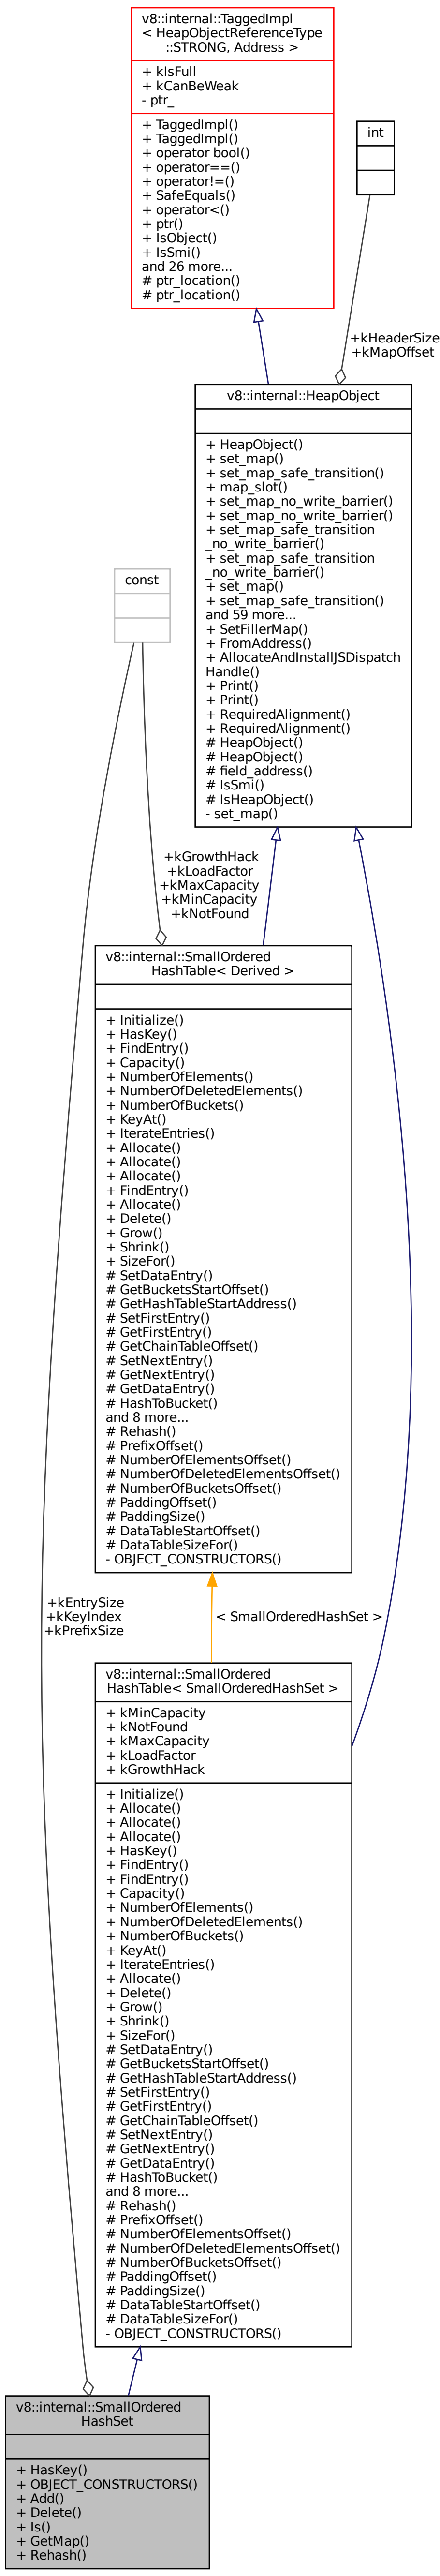 v8::internal::TaggedImpl
< HeapObjectReferenceType
::STRONG, Address >
+ kIsFull
+ kCanBeWeak
- ptr_
+ TaggedImpl()
+ TaggedImpl()
+ operator bool()
+ operator==()
+ operator!=()
+ SafeEquals()
+ operator<()
+ ptr()
+ IsObject()
+ IsSmi()
and 26 more...
# ptr_location()
# ptr_location()
int
+kHeaderSize
+kMapOffset
v8::internal::HeapObject
+ HeapObject()
+ set_map()
+ set_map_safe_transition()
+ map_slot()
+ set_map_no_write_barrier()
+ set_map_no_write_barrier()
+ set_map_safe_transition
_no_write_barrier()
+ set_map_safe_transition
_no_write_barrier()
+ set_map()
+ set_map_safe_transition()
and 59 more...
+ SetFillerMap()
+ FromAddress()
+ AllocateAndInstallJSDispatch
Handle()
+ Print()
+ Print()
+ RequiredAlignment()
+ RequiredAlignment()
# HeapObject()
# HeapObject()
# field_address()
# IsSmi()
# IsHeapObject()
- set_map()
const
+kGrowthHack
+kLoadFactor
+kMaxCapacity
+kMinCapacity
+kNotFound
v8::internal::SmallOrdered
HashTable< Derived >
+ Initialize()
+ HasKey()
+ FindEntry()
+ Capacity()
+ NumberOfElements()
+ NumberOfDeletedElements()
+ NumberOfBuckets()
+ KeyAt()
+ IterateEntries()
+ Allocate()
+ Allocate()
+ Allocate()
+ FindEntry()
+ Allocate()
+ Delete()
+ Grow()
+ Shrink()
+ SizeFor()
# SetDataEntry()
# GetBucketsStartOffset()
# GetHashTableStartAddress()
# SetFirstEntry()
# GetFirstEntry()
# GetChainTableOffset()
# SetNextEntry()
# GetNextEntry()
# GetDataEntry()
# HashToBucket()
and 8 more...
# Rehash()
# PrefixOffset()
# NumberOfElementsOffset()
# NumberOfDeletedElementsOffset()
# NumberOfBucketsOffset()
# PaddingOffset()
# PaddingSize()
# DataTableStartOffset()
# DataTableSizeFor()
- OBJECT_CONSTRUCTORS()
+kEntrySize
+kKeyIndex
+kPrefixSize
< SmallOrderedHashSet >
v8::internal::SmallOrdered
HashTable< SmallOrderedHashSet >
+ kMinCapacity
+ kNotFound
+ kMaxCapacity
+ kLoadFactor
+ kGrowthHack
+ Initialize()
+ Allocate()
+ Allocate()
+ Allocate()
+ HasKey()
+ FindEntry()
+ FindEntry()
+ Capacity()
+ NumberOfElements()
+ NumberOfDeletedElements()
+ NumberOfBuckets()
+ KeyAt()
+ IterateEntries()
+ Allocate()
+ Delete()
+ Grow()
+ Shrink()
+ SizeFor()
# SetDataEntry()
# GetBucketsStartOffset()
# GetHashTableStartAddress()
# SetFirstEntry()
# GetFirstEntry()
# GetChainTableOffset()
# SetNextEntry()
# GetNextEntry()
# GetDataEntry()
# HashToBucket()
and 8 more...
# Rehash()
# PrefixOffset()
# NumberOfElementsOffset()
# NumberOfDeletedElementsOffset()
# NumberOfBucketsOffset()
# PaddingOffset()
# PaddingSize()
# DataTableStartOffset()
# DataTableSizeFor()
- OBJECT_CONSTRUCTORS()
v8::internal::SmallOrdered
HashSet
+ HasKey()
+ OBJECT_CONSTRUCTORS()
+ Add()
+ Delete()
+ Is()
+ GetMap()
+ Rehash()